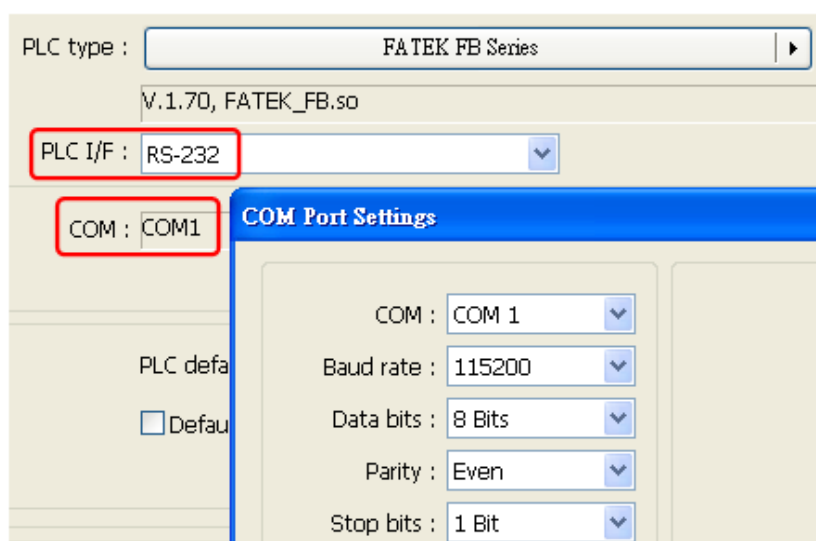 PLC type : FATEK FB Series
V.1.70, FATEK_FB.so
PLC I/F : RS-232
COM : COM1
COM Port Settings
COM : COM 1
PLC defa
Baud rate : 115200
Defau
Data bits : 8 Bits
Parity : Even
Stop bits : 1 Bit